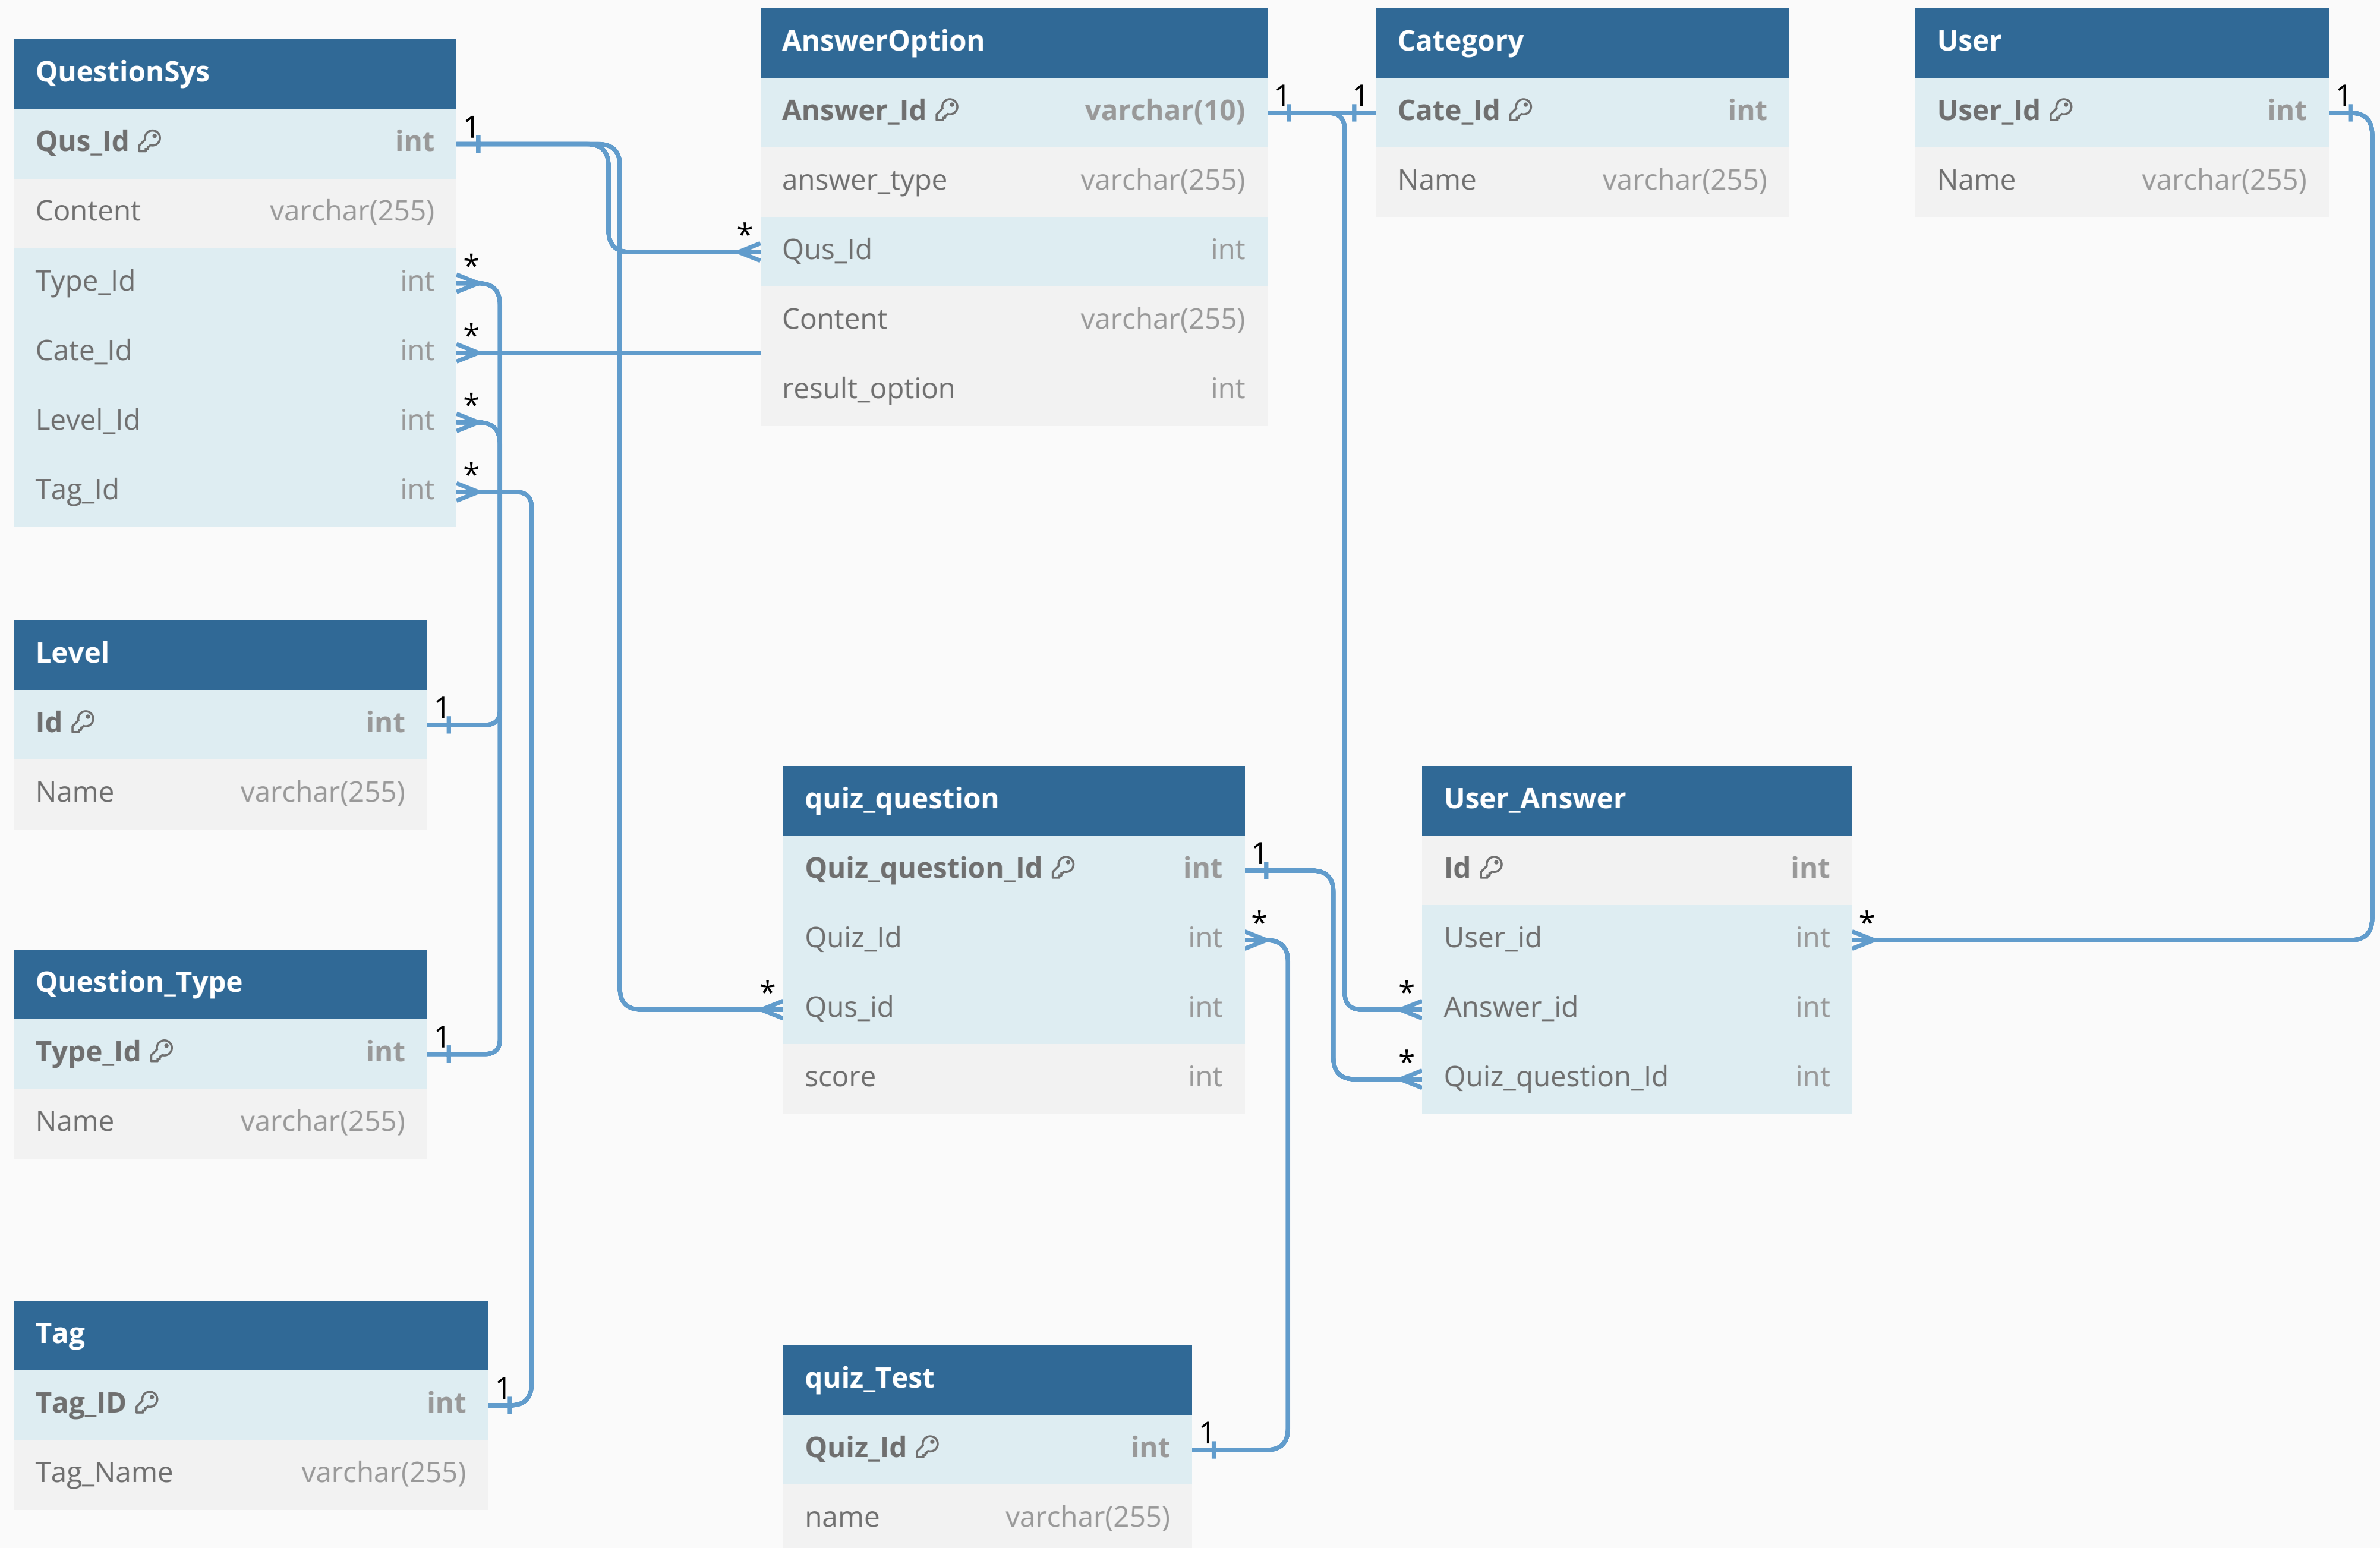 QuestionSys
Qus_Id int 1
Content varchar(255)
Type_Id int *
Cate_Id int *
Level_Id int *
Tag_Id int *
AnswerOption
Answer_Id varchar(10) 1
answer_type varchar(255)
* Qus_Id int
Content varchar(255)
result_option int
Category
1 Cate_Id int
Name varchar(255)
User
User_Id int 1
Name varchar(255)
Level
Id int 1
Name varchar(255)
quiz_question
Quiz_question_Id int 1
Quiz_Id int *
* Qus_id int
score int
User_Answer
Id int
User_id int *
* Answer_id int
* Quiz_question_Id int
Question_Type
Type_Id int 1
Name varchar(255)
Tag
Tag_ID int 1
Tag_Name varchar(255)
quiz_Test
Quiz_Id int 1
name varchar(255)